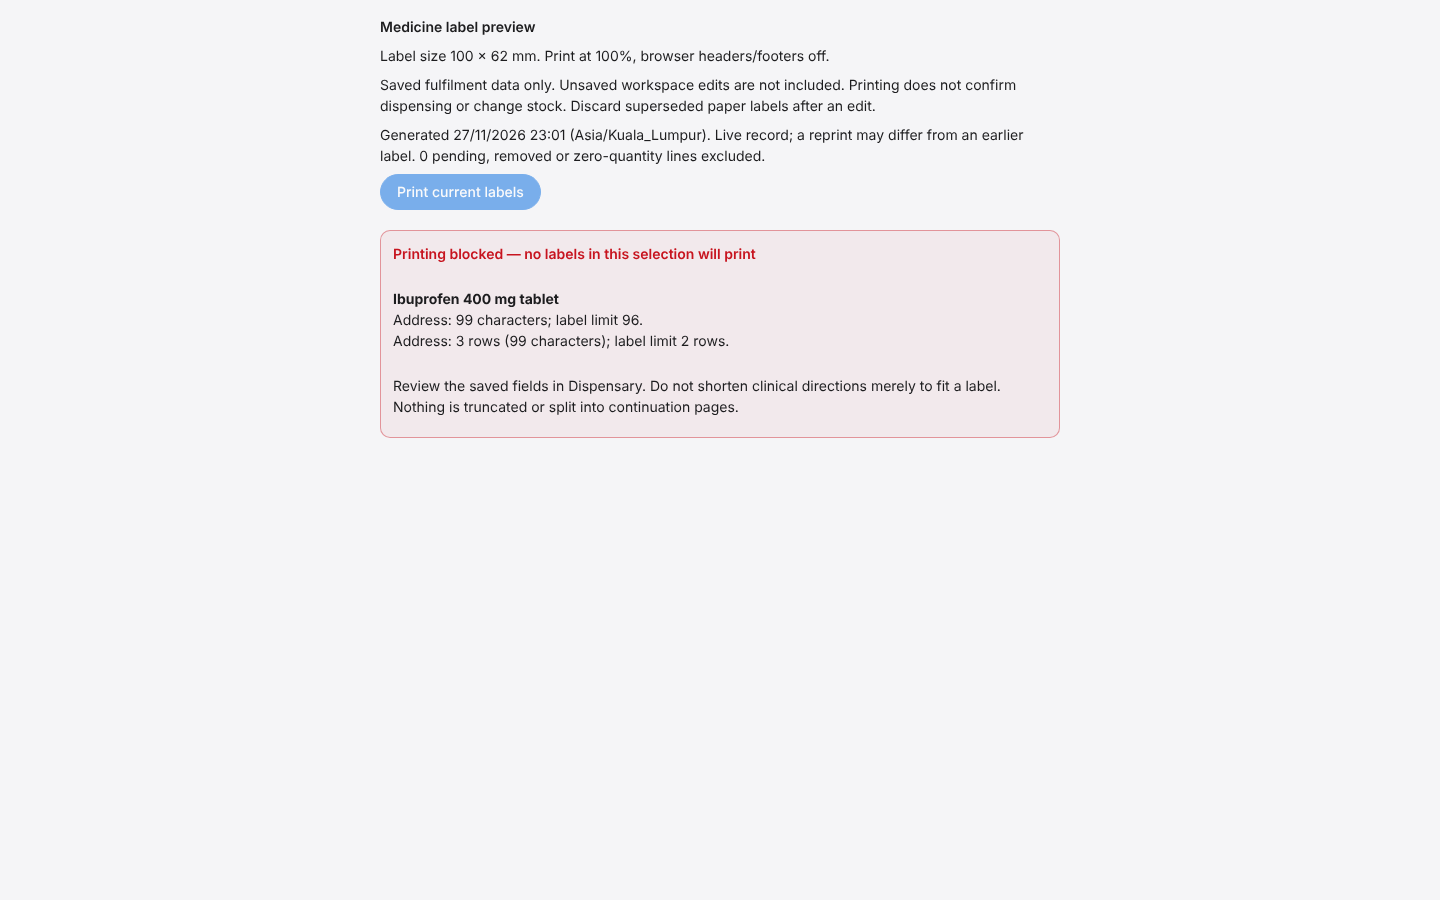 Medicine label preview
Label size 100 × 62 mm. Print at 100%, browser headers/footers off.
Saved fulfilment data only. Unsaved workspace edits are not included. Printing does not confirm
dispensing or change stock. Discard superseded paper labels after an edit.
Generated 27/11/2026 23:01 (Asia/Kuala_Lumpur). Live record; a reprint may differ from an earlier
label. 0 pending, removed or zero-quantity lines excluded.
Print current labels
Printing blocked — no labels in this selection will print
Ibuprofen 400 mg tablet
Address: 99 characters; label limit 96.
Address: 3 rows (99 characters); label limit 2 rows.
Review the saved fields in Dispensary. Do not shorten clinical directions merely to fit a label.
Nothing is truncated or split into continuation pages.